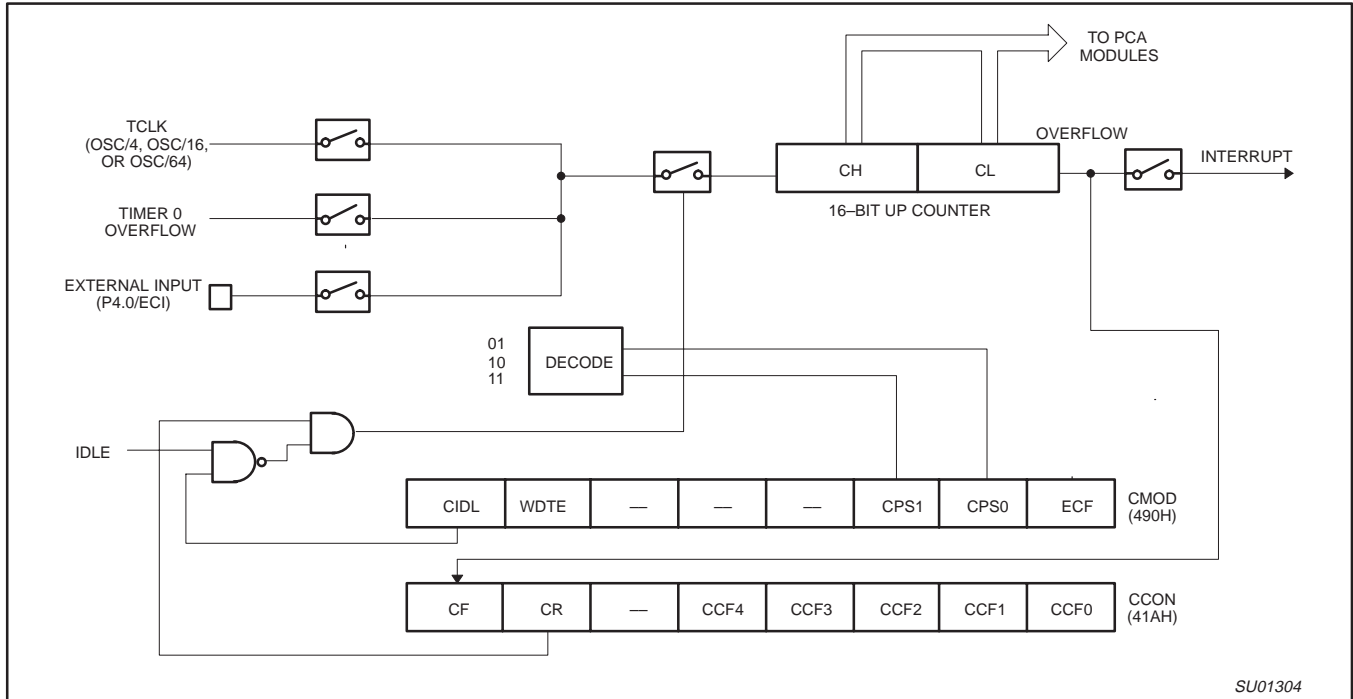 TO PCA
MODULES
TCLK
(OSC/4, OSC/16,
OR OSC/64)
OVERFLOW
INTERRUPT
CH
CL
16–BIT UP COUNTER
TIMER 0
OVERFLOW
EXTERNAL INPUT
(P4.0/ECI)
01
10
11
DECODE
IDLE
CIDL
WDTE
––
––
––
CPS1
CPS0
ECF
CMOD
(490H)
CF
CR
––
CCF4
CCF3
CCF2
CCF1
CCF0
CCON
(41AH)
SU01304